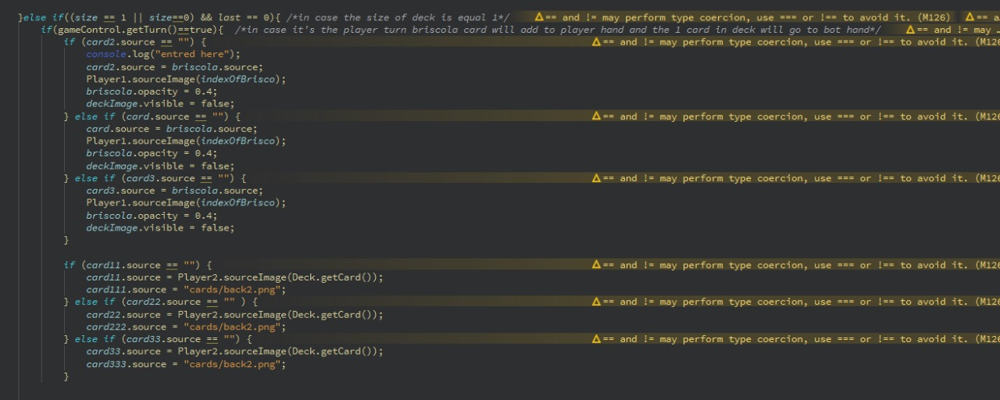 }else if((size == 1 || size==0) && last == 0){ /*in case the size of deck is equal 1*/ == and != may perform type coercion, use === or !== to avoid it. (M126) == a
if(gameControl.getTurn()==true){ /*in case it's the player turn briscola card will add to player hand and the 1 card in deck will go to bot hand*/ == and != may …
if (card2.source == "") { == and != may perform type coercion, use === or !== to avoid it. (M126
console.log("entred here");
card2.source = briscola.source;
Player1.sourceImage(indexOfBrisco);
briscola.opacity = 0.4;
deckImage.visible = false;
} else if (card.source == "") { == and != may perform type coercion, use === or !== to avoid it. (M126
card.source = briscola.source;
Player1.sourceImage(indexOfBrisco);
briscola.opacity = 0.4;
deckImage.visible = false;
} else if (card3.source == "") { == and != may perform type coercion, use === or !== to avoid it. (M126
card3.source = briscola.source;
Player1.sourceImage(indexOfBrisco);
briscola.opacity = 0.4;
deckImage.visible = false;
}
if (card11.source == "") { == and != may perform type coercion, use === or !== to avoid it. (M126
card11.source = Player2.sourceImage(Deck.getCard());
card111.source = "cards/back2.png";
} else if (card22.source == "" ) { == and != may perform type coercion, use === or !== to avoid it. (M126
card22.source = Player2.sourceImage(Deck.getCard());
card222.source = "cards/back2.png";
} else if (card33.source == "") { == and != may perform type coercion, use === or !== to avoid it. (M126
card33.source = Player2.sourceImage(Deck.getCard());
card333.source = "cards/back2.png";
}